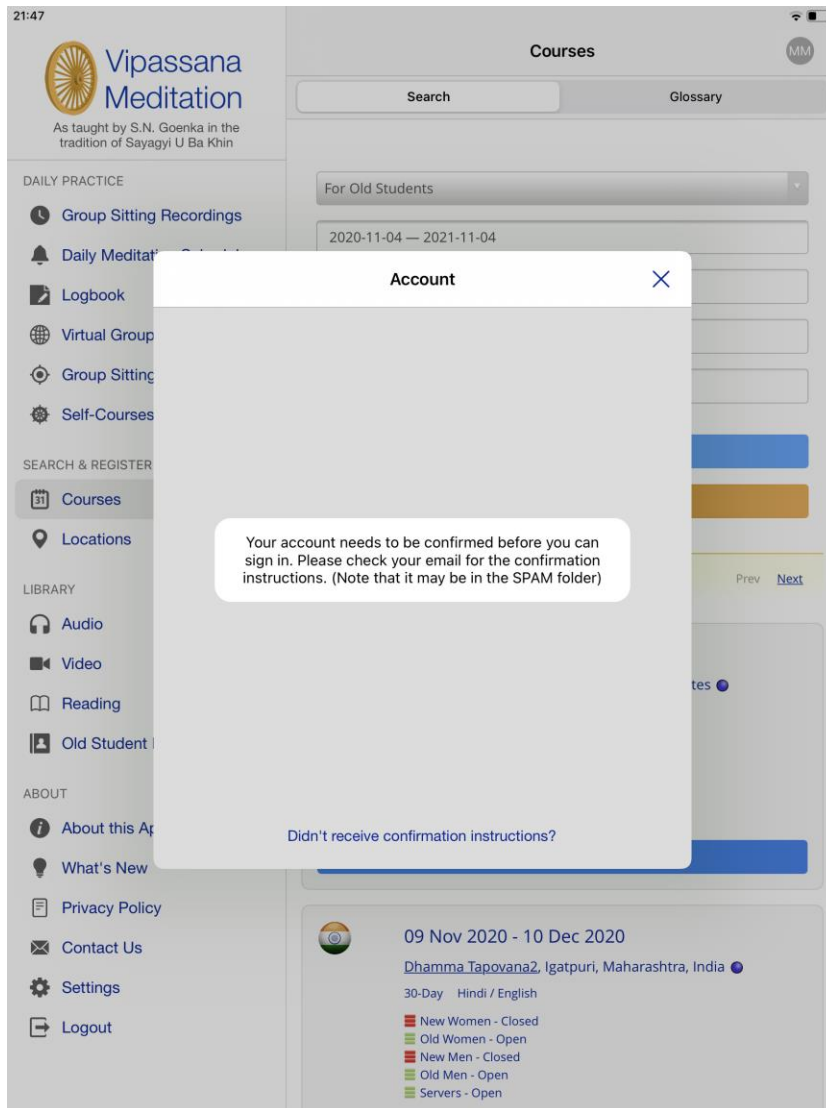 21:47
Vipassana
Meditation
As taught by S.N. Goenka in the
tradition of Sayagyi U Ba Khin
DAILY PRACTICE
Group Sitting Recordings
Daily Meditati
Logbook
Virtual Group
Group Sitting
Self-Courses
SEARCH & REGISTER
Courses
Locations
LIBRARY
Audio
Video
Reading
Old Student
ABOUT
About this Ap
What's New
Privacy Policy
Contact Us
Settings
Logout
Courses
MM
Search
Glossary
For Old Students
2020-11-04 — 2021-11-04
Account
Your account needs to be confirmed before you can
sign in. Please check your email for the confirmation
instructions. (Note that it may be in the SPAM folder)
Didn't receive confirmation instructions?
Prev Next
tes
31
09 Nov 2020 - 10 Dec 2020
Dhamma Tapovana2, Igatpuri, Maharashtra, India
30-Day Hindi / English
New Women - Closed
Old Women - Open
New Men - Closed
Old Men - Open
Servers - Open